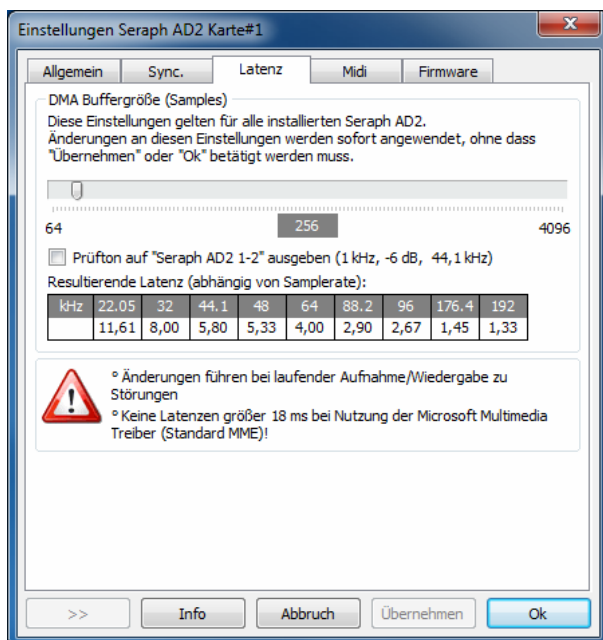 Einstellungen Seraph AD2 Karte#1
Allgemein Sync. Latenz Midi Firmware
DMA Buffergröße (Samples)
Diese Einstellungen gelten für alle installierten Seraph AD2.
Änderungen an diesen Einstellungen werden sofort angewendet, ohne dass
"Übernehmen" oder "Ok" betätigt werden muss.
64 256 4096
Prüfton auf "Seraph AD2 1-2" ausgeben (1 kHz, -6 dB, 44,1 kHz)
Resultierende Latenz (abhängig von Samplerate):
kHz 22.05 32 44.1 48 64 88.2 96 176.4 192
11,61 8,00 5,80 5,33 4,00 2,90 2,67 1,45 1,33
° Änderungen führen bei laufender Aufnahme/Wiedergabe zu
Störungen
° Keine Latenzen größer 18 ms bei Nutzung der Microsoft Multimedia
Treiber (Standard MME)!
>> Info Abbruch Übernehmen Ok